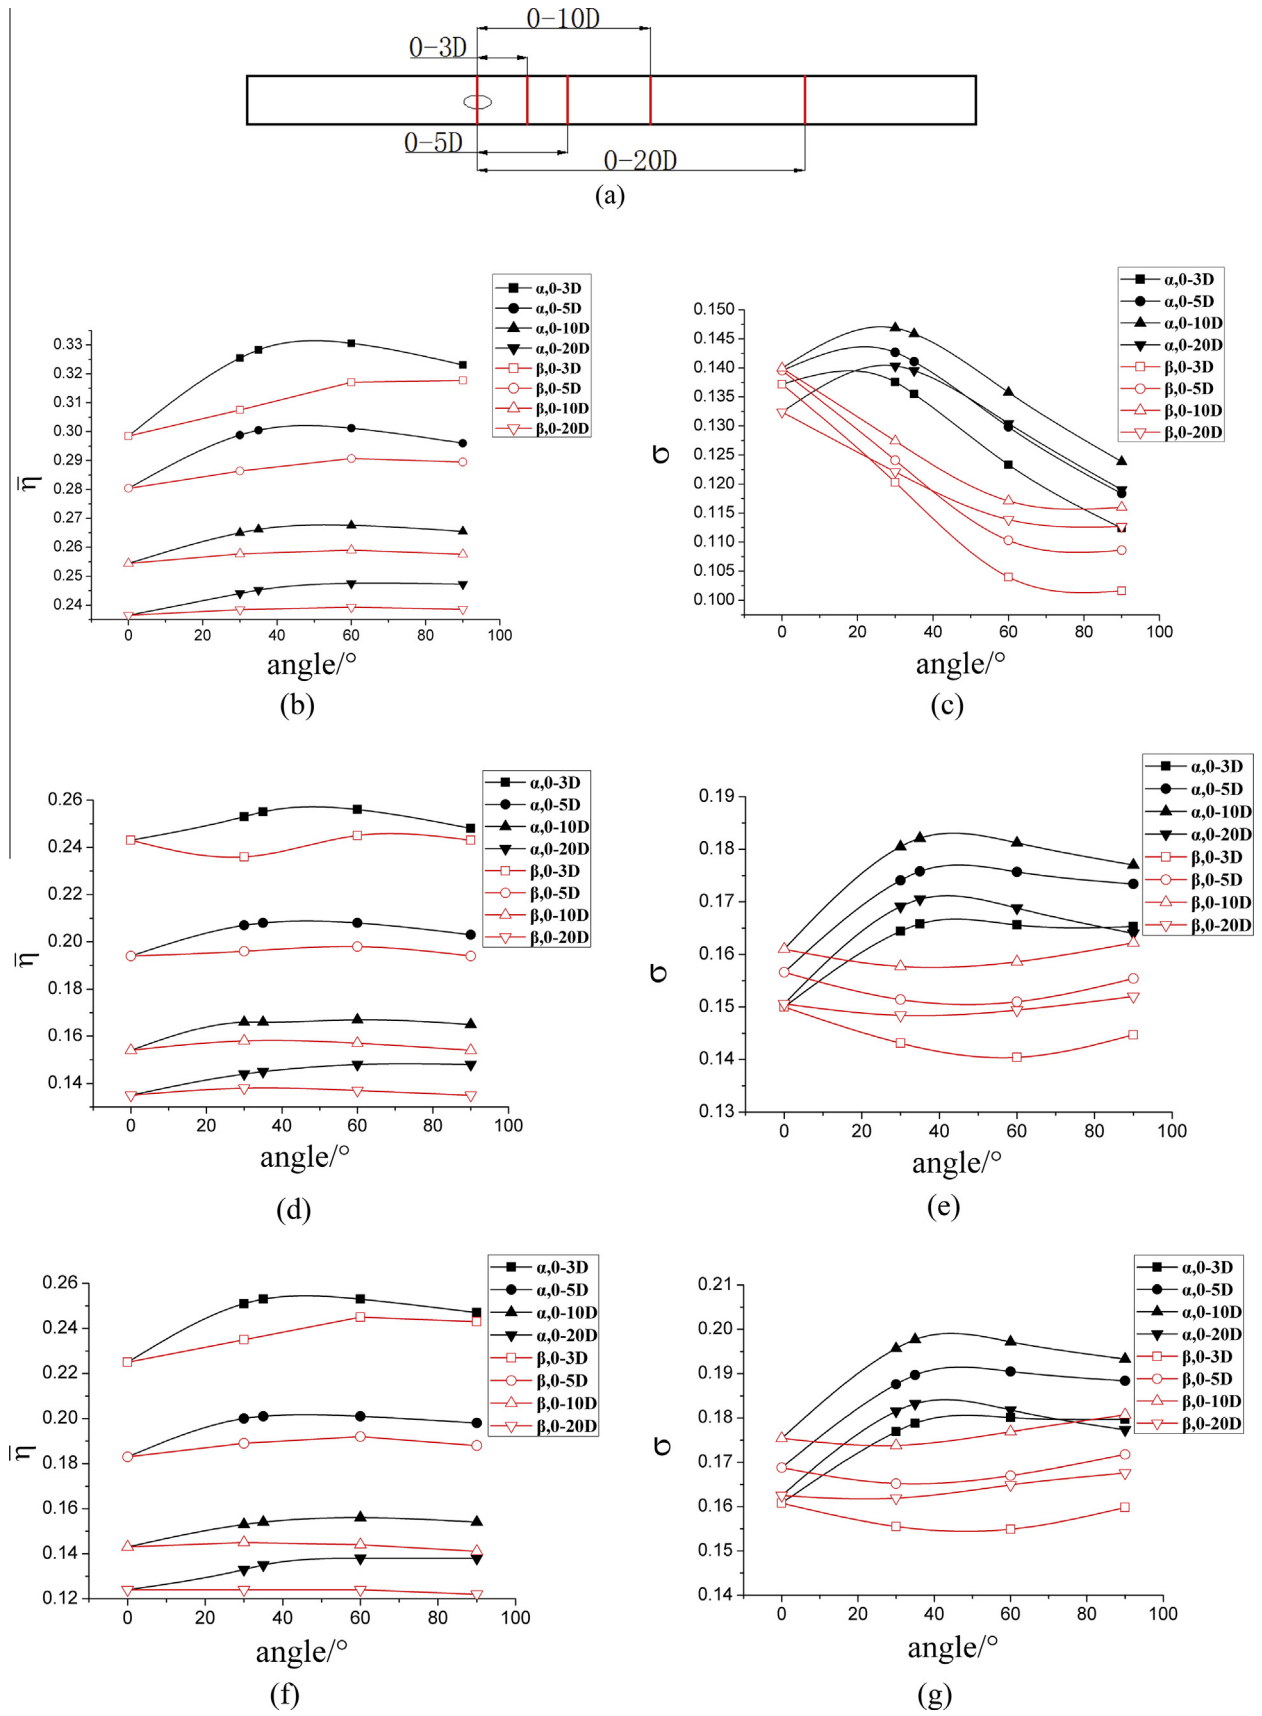 0-10D
0-3D
0-5D
0-20D
(a)
α,0-3D
α,0-5D
α,0-10D
α,0-20D
β,0-3D
β,0-5D
β,0-10D
β,0-20D
0.33
0.32
0.31
0.30
0.29
0.28
0.27
0.26
0.25
0.24
η̅
0 20 40 60 80 100
angle/°
(b)
α,0-3D
α,0-5D
α,0-10D
α,0-20D
β,0-3D
β,0-5D
β,0-10D
β,0-20D
0.150
0.145
0.140
0.135
0.130
0.125
0.120
0.115
0.110
0.105
0.100
σ
0 20 40 60 80 100
angle/°
(c)
α,0-3D
α,0-5D
α,0-10D
α,0-20D
β,0-3D
β,0-5D
β,0-10D
β,0-20D
0.26
0.24
0.22
0.20
0.18
0.16
0.14
η̅
0 20 40 60 80 100
angle/°
(d)
α,0-3D
α,0-5D
α,0-10D
α,0-20D
β,0-3D
β,0-5D
β,0-10D
β,0-20D
0.19
0.18
0.17
0.16
0.15
0.14
0.13
σ
0 20 40 60 80 100
angle/°
(e)
α,0-3D
α,0-5D
α,0-10D
α,0-20D
β,0-3D
β,0-5D
β,0-10D
β,0-20D
0.26
0.24
0.22
0.20
0.18
0.16
0.14
0.12
η̅
0 20 40 60 80 100
angle/°
(f)
α,0-3D
α,0-5D
α,0-10D
α,0-20D
β,0-3D
β,0-5D
β,0-10D
β,0-20D
0.21
0.20
0.19
0.18
0.17
0.16
0.15
0.14
σ
0 20 40 60 80 100
angle/°
(g)